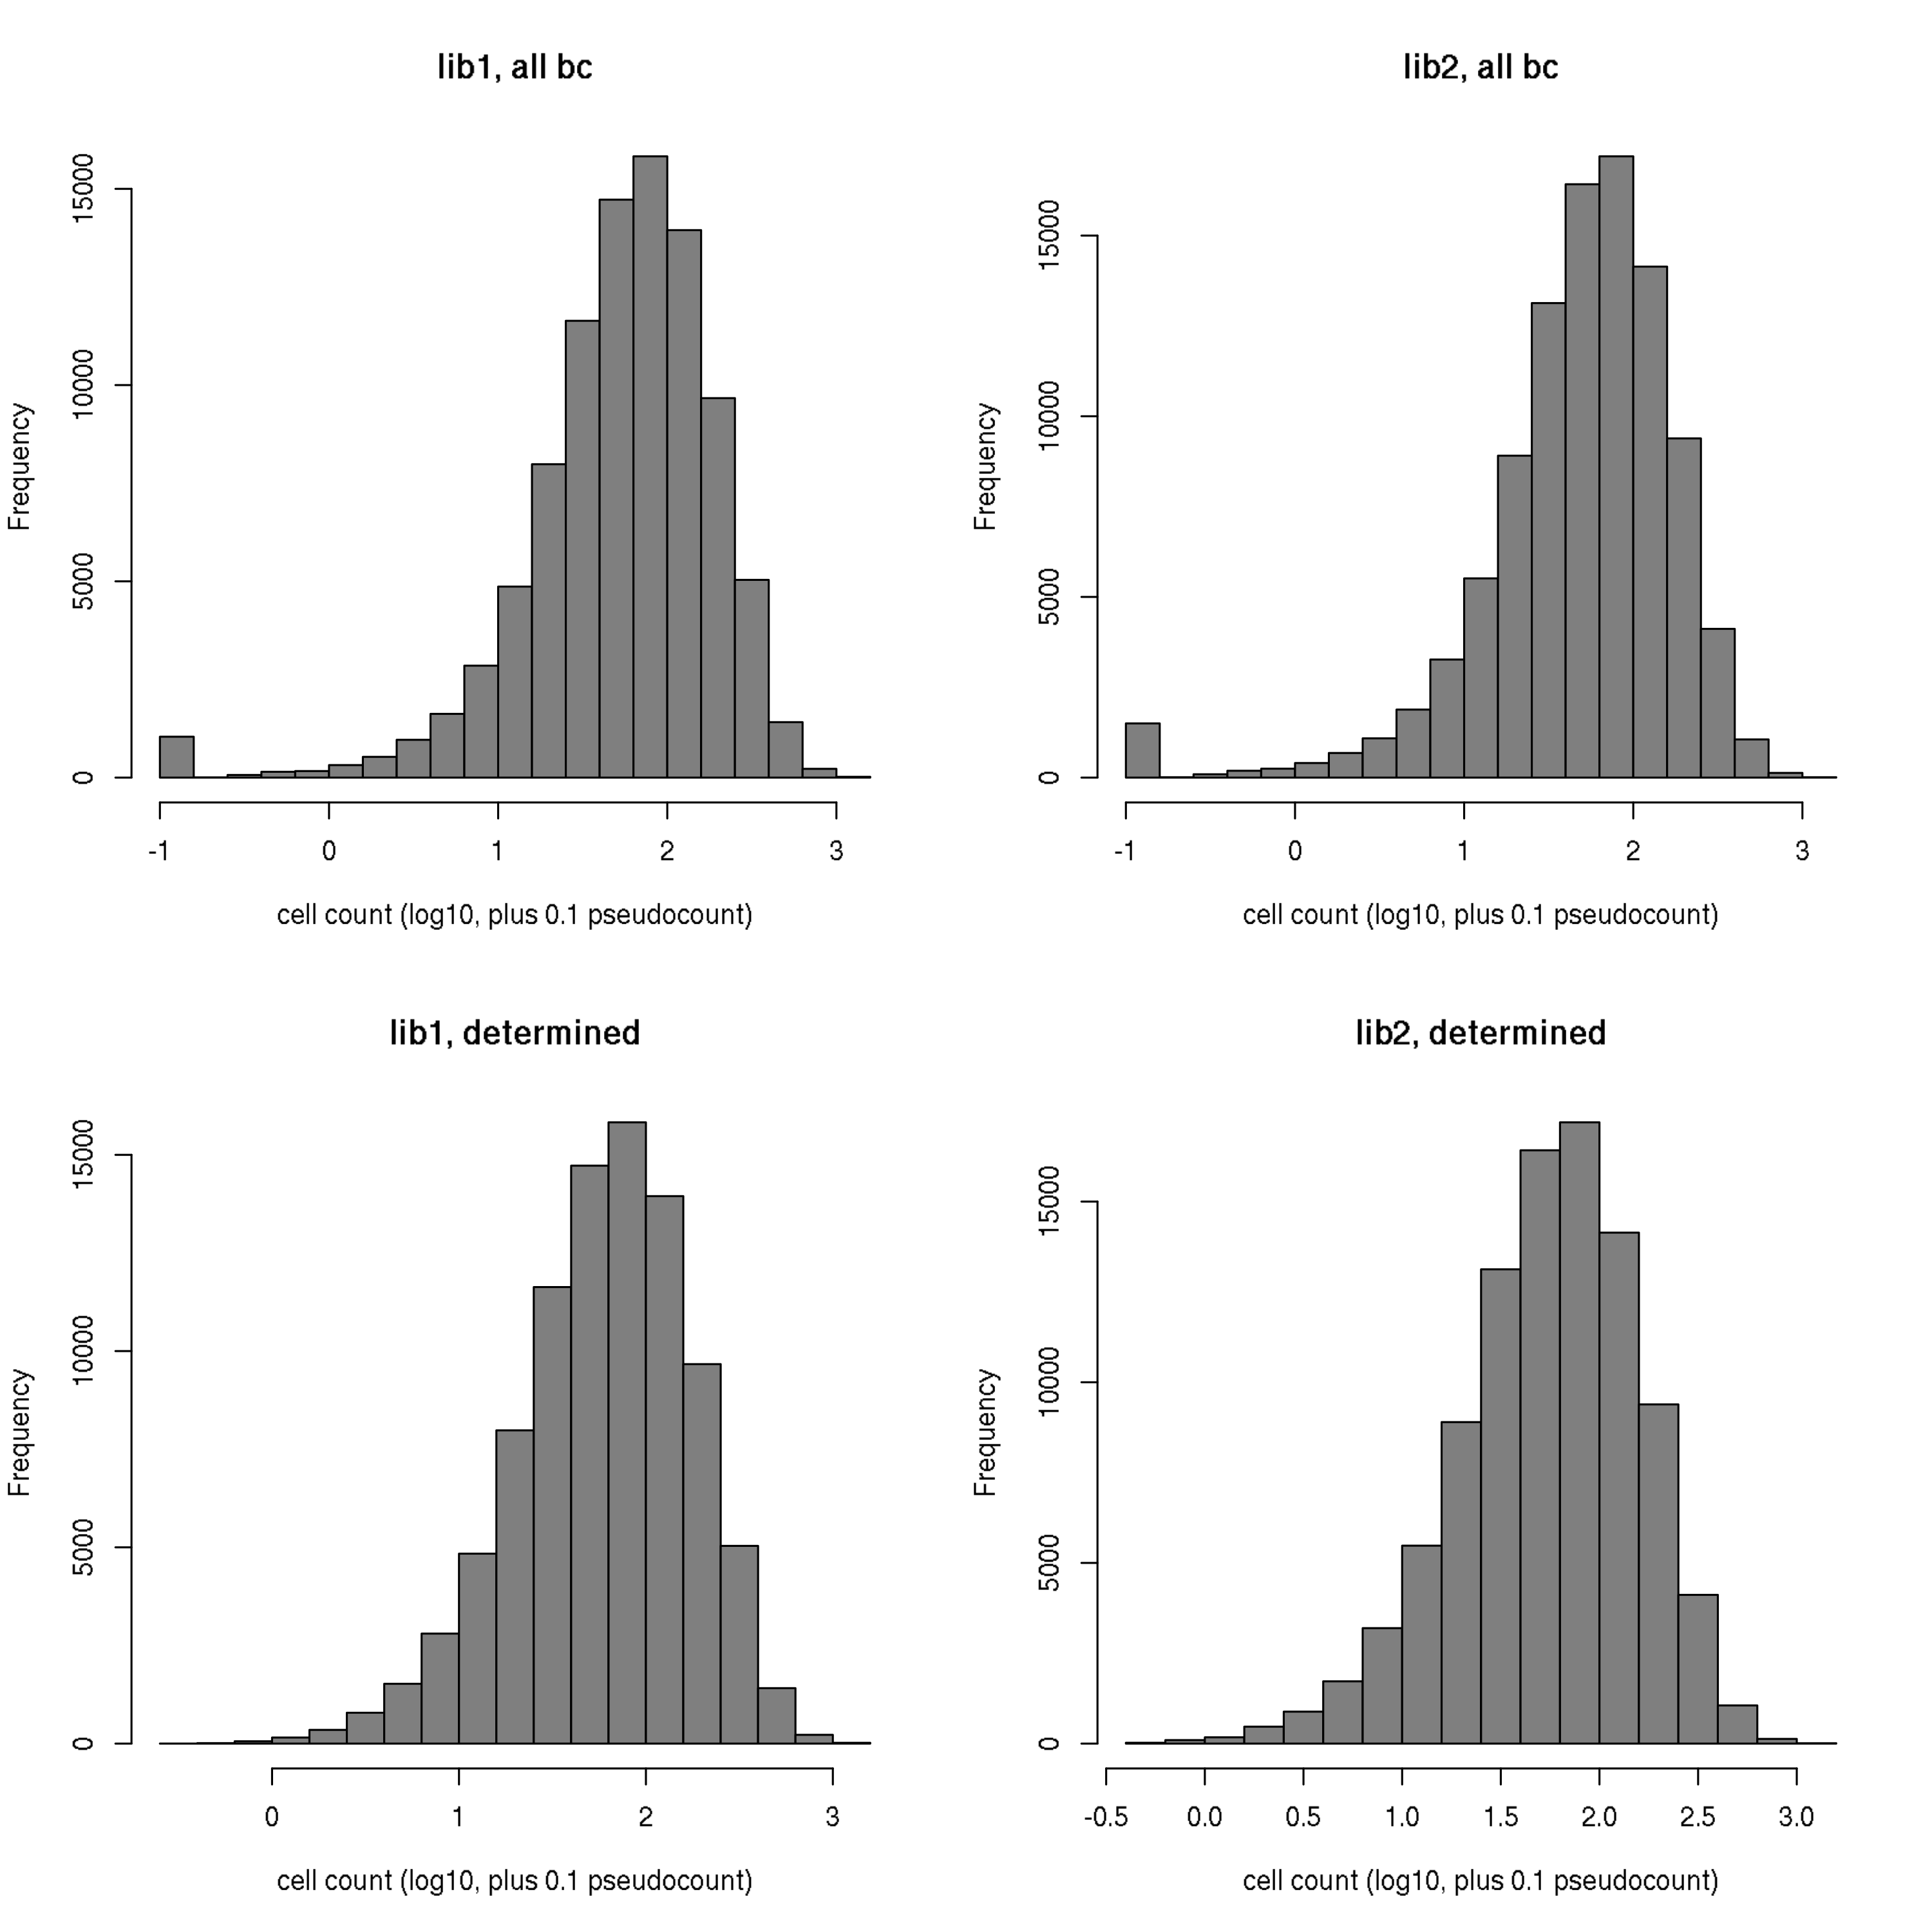 lib1, all bc
Frequency
15000
10000
5000
0
-1 0 1 2 3
cell count (log10, plus 0.1 pseudocount)
lib2, all bc
Frequency
15000
10000
5000
0
-1 0 1 2 3
cell count (log10, plus 0.1 pseudocount)
lib1, determined
Frequency
15000
10000
5000
0
0 1 2 3
cell count (log10, plus 0.1 pseudocount)
lib2, determined
Frequency
15000
10000
5000
0
-0.5 0.0 0.5 1.0 1.5 2.0 2.5 3.0
cell count (log10, plus 0.1 pseudocount)